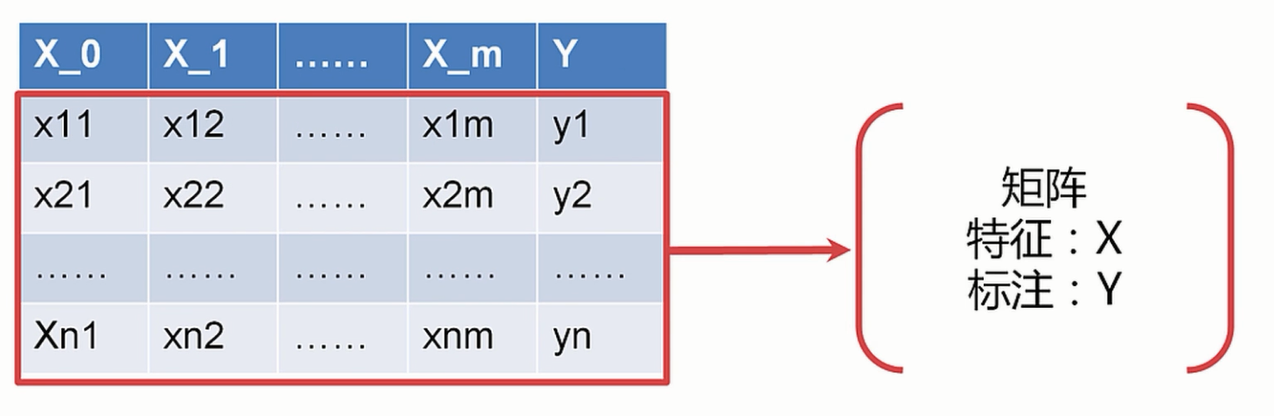 X_0 X_1 …… X_m Y
x11 x12 …… x1m y1
x21 x22 …… x2m y2
…… …… …… …… ……
Xn1 xn2 …… xnm yn
矩阵
特征：X
标注：Y